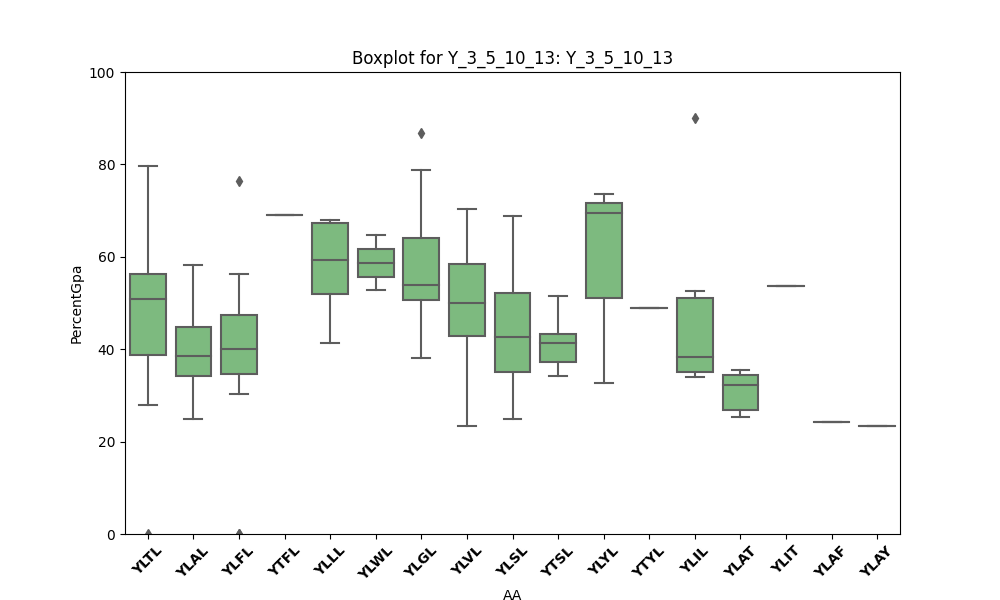 Boxplot for Y_3_5_10_13: Y_3_5_10_13
100
80
60
40
20
0
PercentGpa
YLTL YLAL YLFL YTFL YLLL YLWL YLGL YLVL YLSL YTSL YLYL YTYL YLIL YLAT YLIT YLAF YLAY
AA